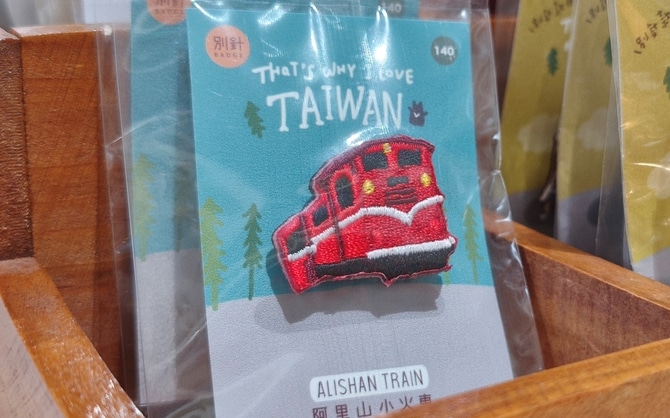 別針
BADGE
140
THAT'S WHY I LOVE
TAIWAN
ALISHAN TRAIN
阿里山小火車